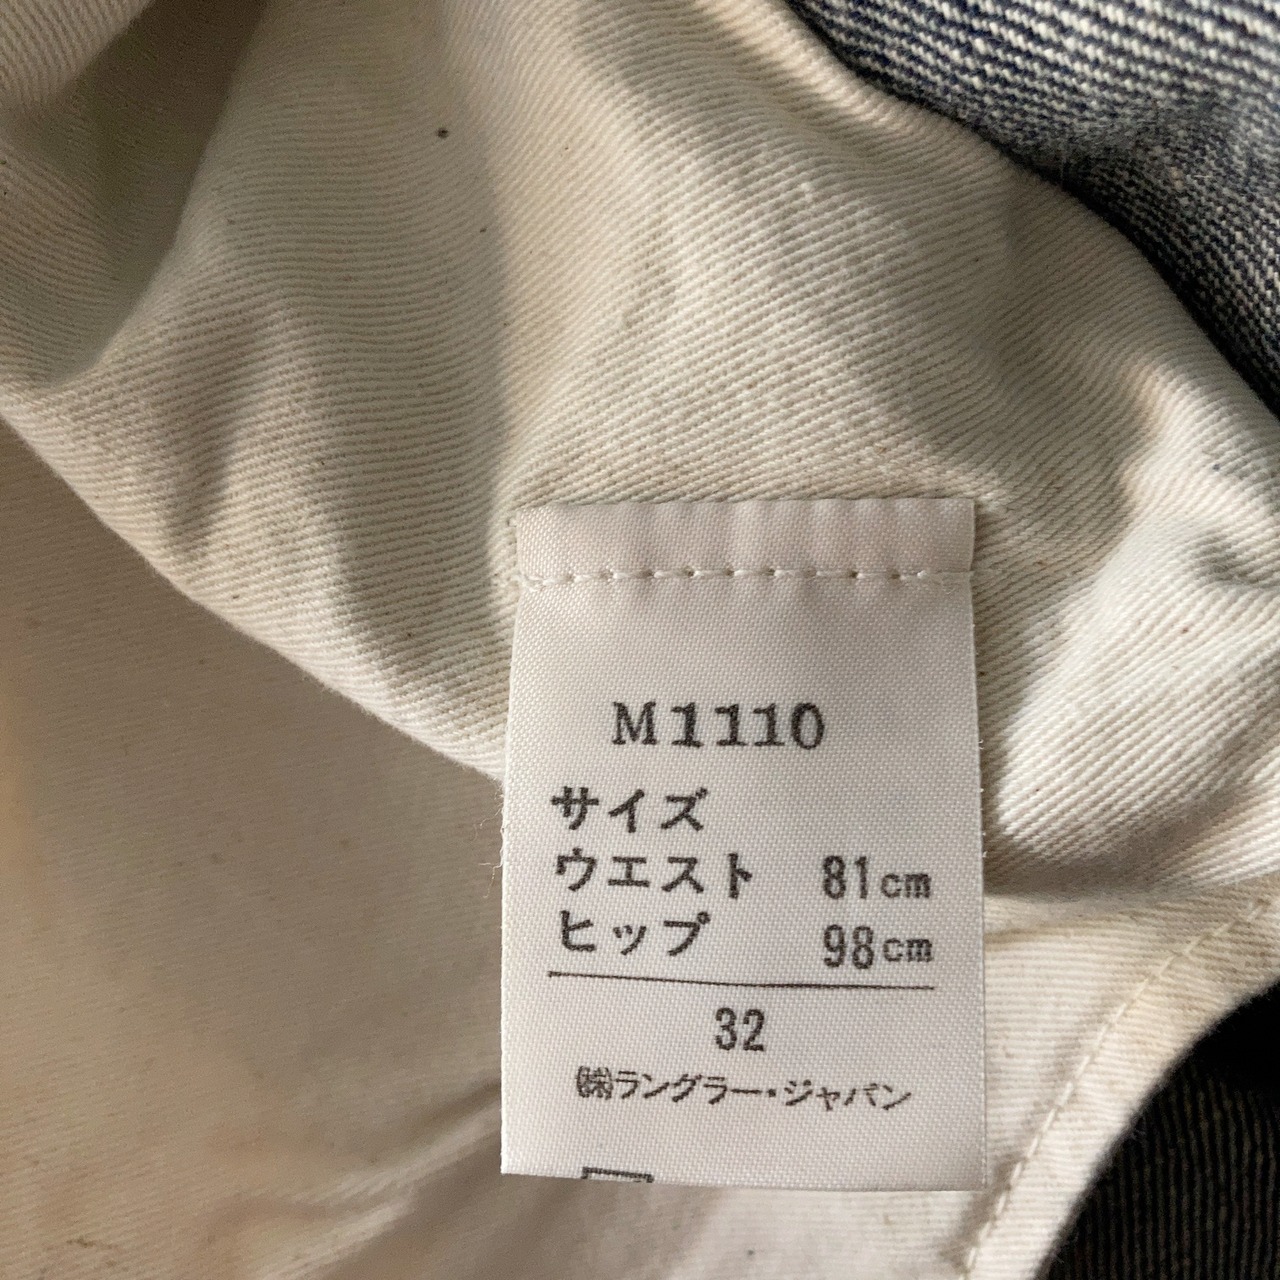 M1110
サイズ
ウエスト 81cm
ヒップ 98cm
32
㈱ラングラー・ジャパン